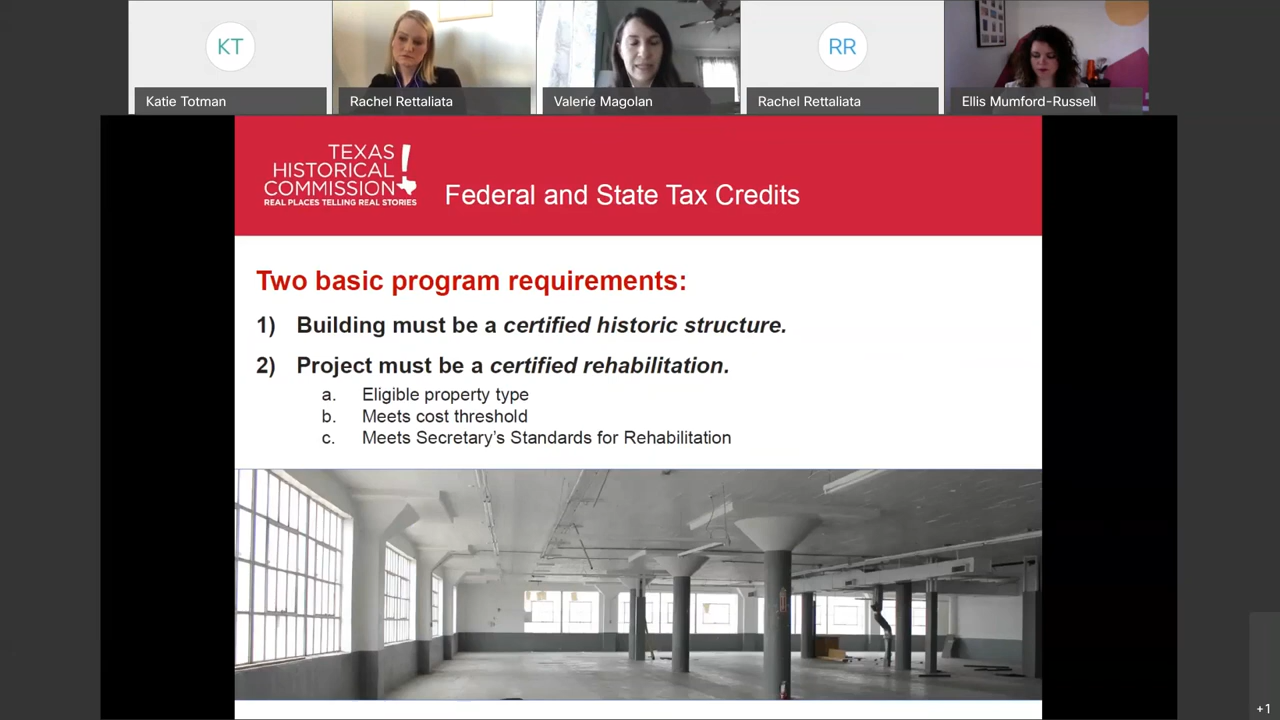 KT
RR
Katie Totman
Rachel Rettaliata
Valerie Magolan
Rachel Rettaliata
Ellis Mumford-Russell
TEXAS
HISTORICAL
COMMISSION
REAL PLACES TELLING REAL STORIES
Federal and State Tax Credits
Two basic program requirements:
1) Building must be a certified historic structure.
2) Project must be a certified rehabilitation.
a. Eligible property type
b. Meets cost threshold
c. Meets Secretary’s Standards for Rehabilitation
+1